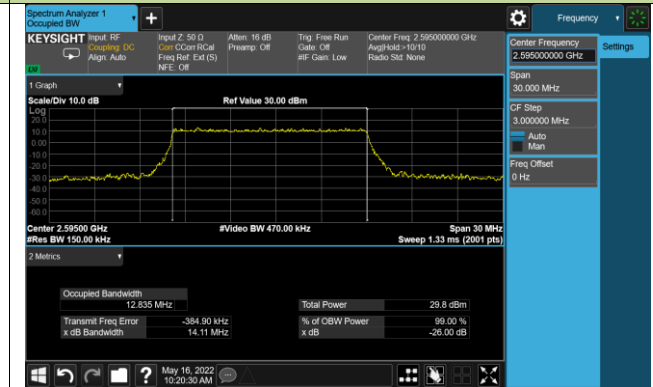 Spectrum Analyzer 1
Occupied BW
+
Frequency
KEYSIGHT
Input: RF
Coupling: DC
Align: Auto
Input Z: 50 Ω
Corr CCorr RCal
Freq Ref: Ext (S)
NFE: Off
Atten: 16 dB
Preamp: Off
Trig: Free Run
Gate: Off
#IF Gain: Low
Center Freq: 2.595000000 GHz
Avg|Hold:>10/10
Radio Std: None
LW
Center Frequency
2.595000000 GHz
Settings
Span
30.000 MHz
CF Step
3.000000 MHz
Auto
Man
Freq Offset
0 Hz
1 Graph
Scale/Div 10.0 dB
Ref Value 30.00 dBm
Log
20.0
10.0
0.00
-10.0
-20.0
-30.0
-40.0
-50.0
-60.0
Center 2.59500 GHz
#Video BW 470.00 kHz
Span 30 MHz
#Res BW 150.00 kHz
Sweep 1.33 ms (2001 pts)
2 Metrics
Occupied Bandwidth
12.835 MHz
Total Power
29.8 dBm
Transmit Freq Error
-384.90 kHz
% of OBW Power
99.00 %
x dB Bandwidth
14.11 MHz
x dB
-26.00 dB
?
May 16, 2022
10:20:30 AM